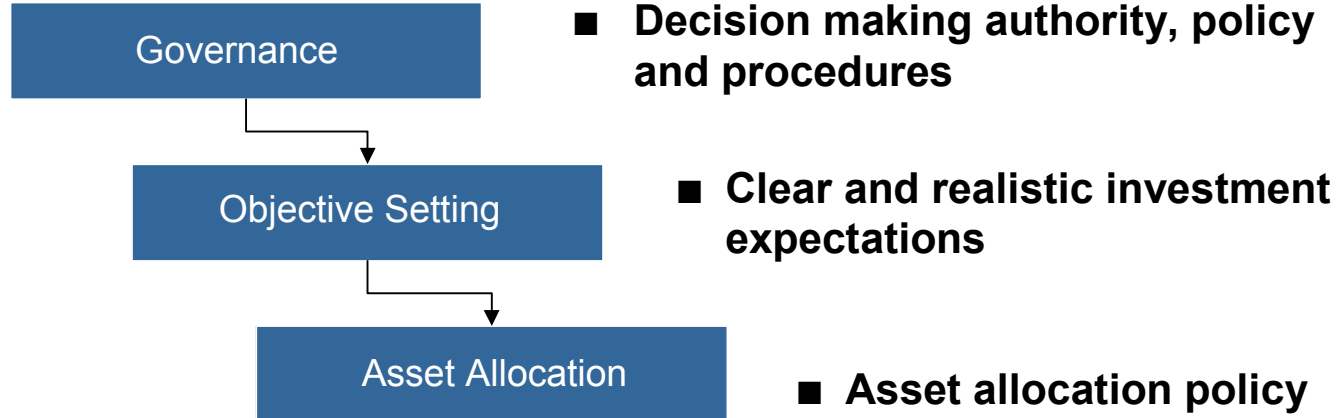 Governance
■ Decision making authority, policy
and procedures
Objective Setting
■ Clear and realistic investment
expectations
Asset Allocation
■ Asset allocation policy